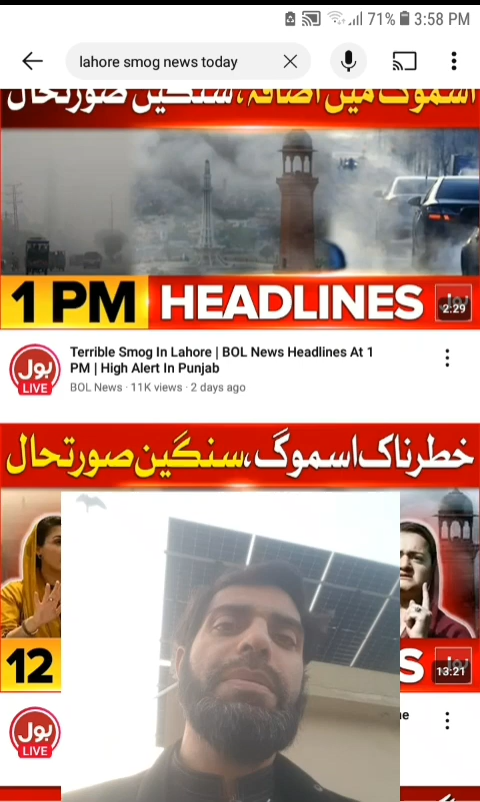 71% 3:58 PM
lahore smog news today
اسموگ میں اضافہ، سنگین صورتحال
1 PM HEADLINES
2:29
بول
LIVE
Terrible Smog In Lahore | BOL News Headlines At 1
PM | High Alert In Punjab
BOL News · 11K views · 2 days ago
خطرناک اسموگ، سنگین صورتحال
12
S
13:21
بول
LIVE